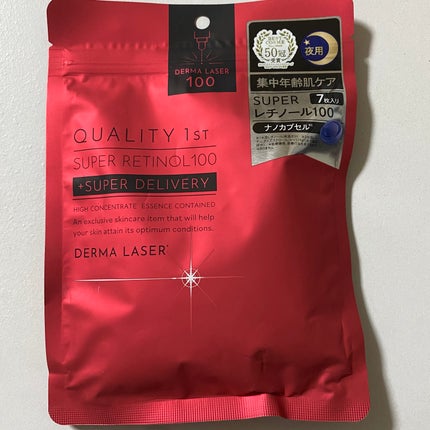 DERMA LASER
100
50冠
受賞
夜用
集中年齢肌ケア
SUPER
7枚入り
レチノール100
ナノカプセル
QUALITY 1ST
SUPER RETINOL100
+SUPER DELIVERY
HIGH CONCENTRATE ESSENCE CONTAINED
An exclusive skincare item that will help
your skin attain its optimum conditions.
DERMA LASER®